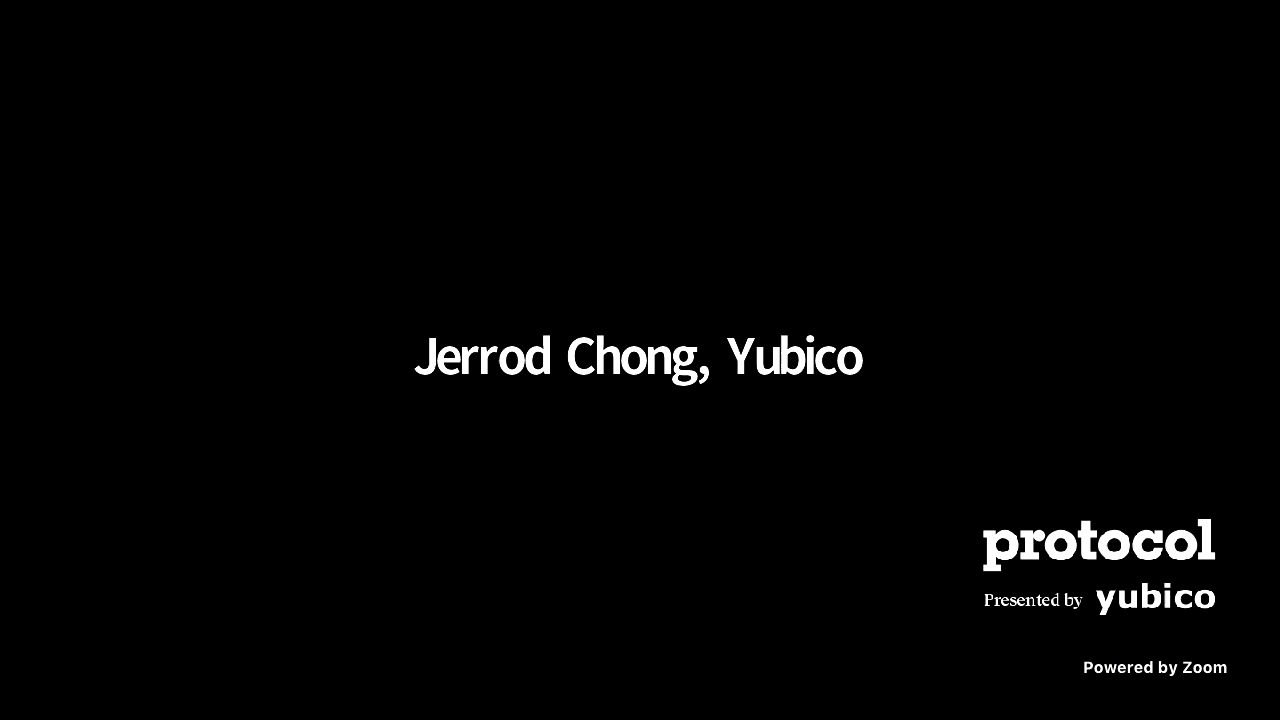 Jerrod Chong, Yubico
protocol
Presented by yubico
Powered by Zoom